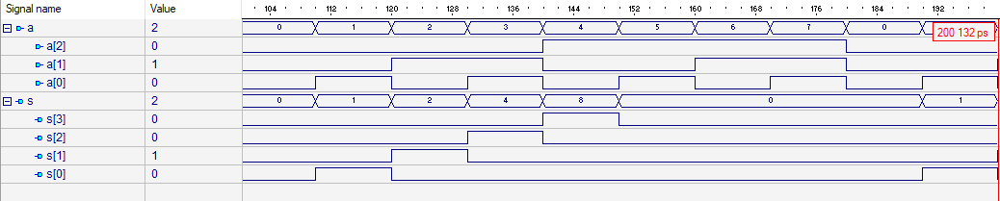 Signal name Value 104 112 120 128 136 144 152 160 168 176 184 132
a 2 0 1 2 3 4 5 6 7 0
200 132 ps
a[2] 0
a[1] 1
a[0] 0
s 2 0 1 2 4 8 0 1
s[3] 0
s[2] 0
s[1] 1
s[0] 0